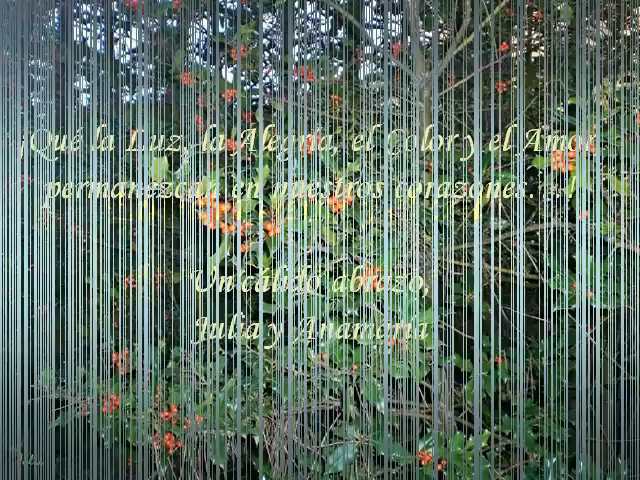 ¡Qué la Luz, la Alegría, el Color y el Amor
permanezcan en nuestros corazones...!
Un cálido abrazo,
Julia y Anamaría